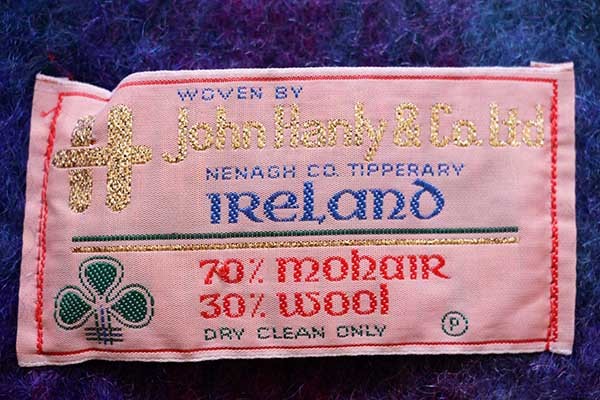 WOVEN BY
John Hanly & Co. Ltd
NENAGH CO. TIPPERARY
IRELAND
70% mohair
30% wool
DRY CLEAN ONLY
P